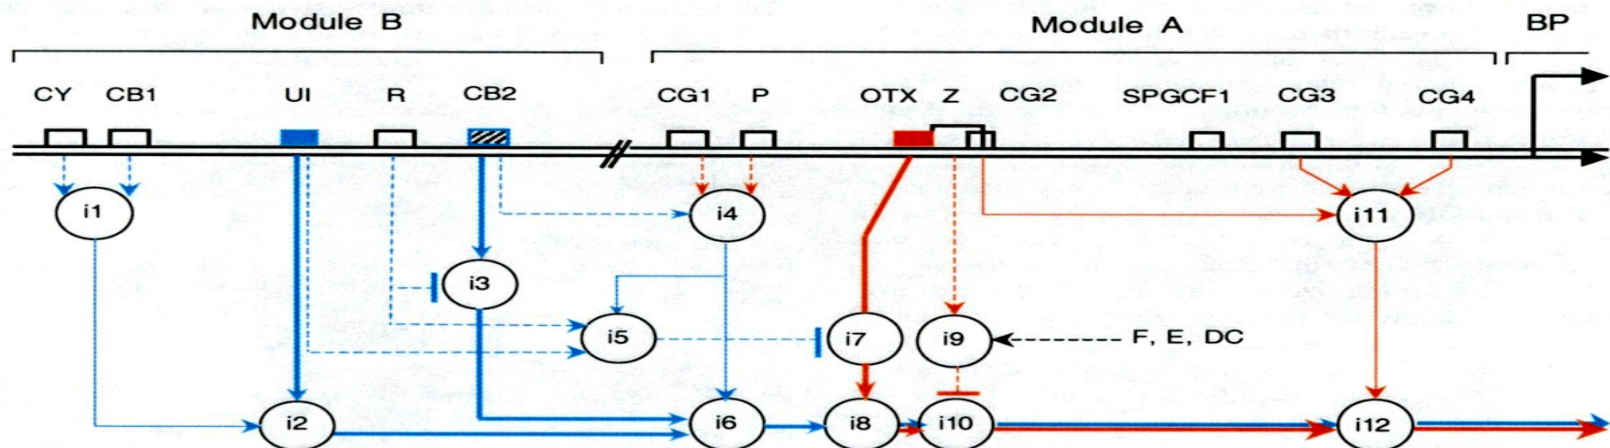 Module B Module A BP
CY CB1 UI R CB2 CG1 P OTX Z CG2 SPGCF1 CG3 CG4
i1 i4 i11
i3
i5 i7 i9 F, E, DC
i2 i6 i8 i10 i12